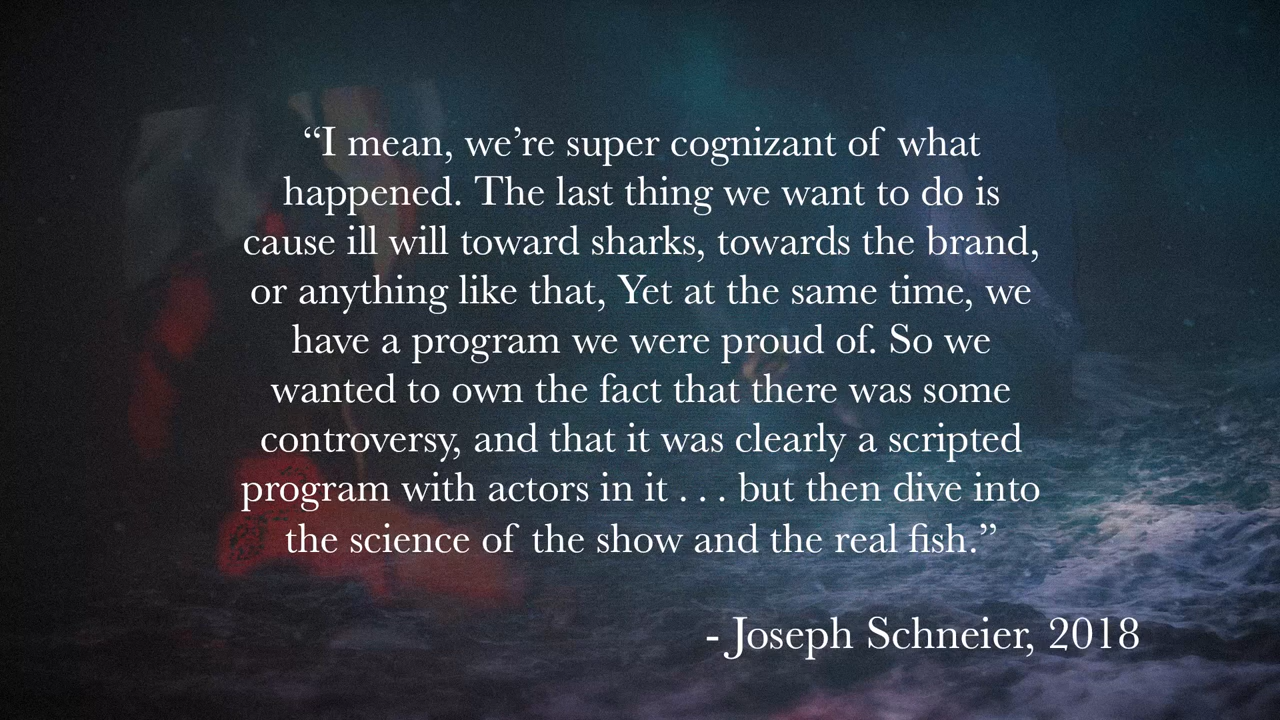 “I mean, we’re super cognizant of what
happened. The last thing we want to do is
cause ill will toward sharks, towards the brand,
or anything like that, Yet at the same time, we
have a program we were proud of. So we
wanted to own the fact that there was some
controversy, and that it was clearly a scripted
program with actors in it . . . but then dive into
the science of the show and the real fish.”
- Joseph Schneier, 2018